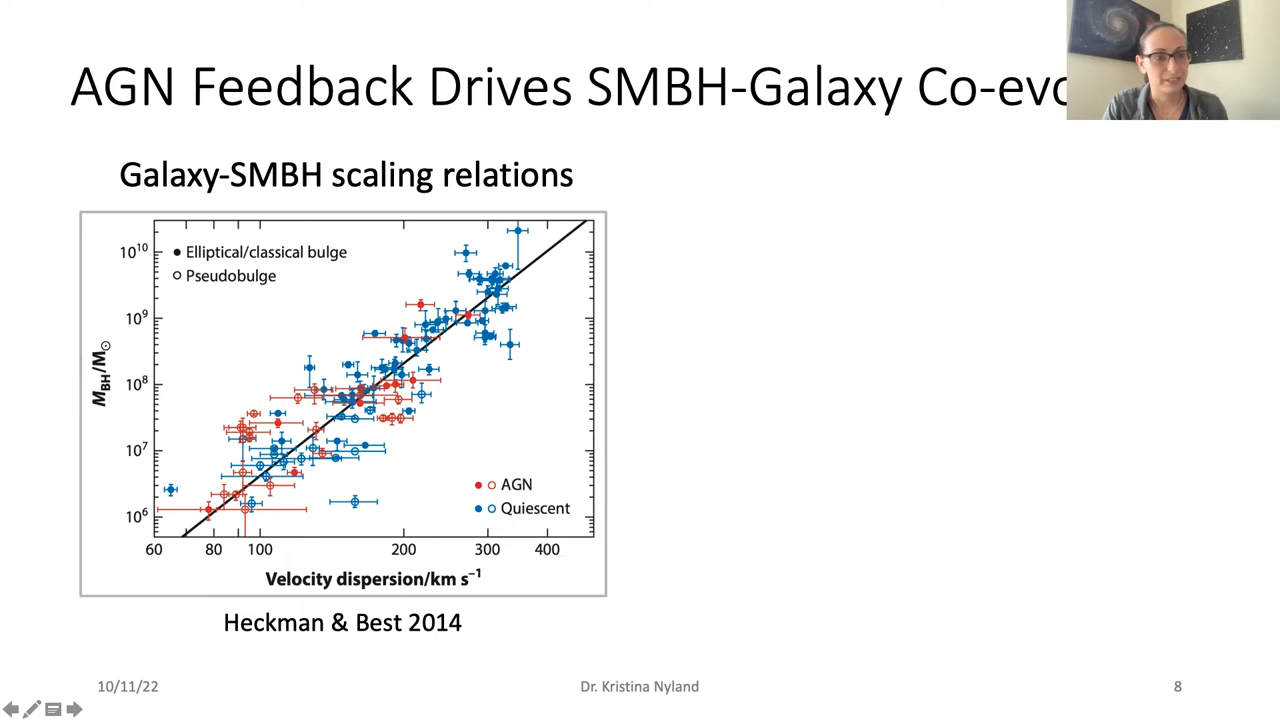 AGN Feedback Drives SMBH-Galaxy Co-evo
Galaxy-SMBH scaling relations
Elliptical/classical bulge
Pseudobulge
10¹⁰
10⁹
10⁸
10⁷
10⁶
M_BH/M☉
AGN
Quiescent
60 80 100 200 300 400
Velocity dispersion/km s⁻¹
Heckman & Best 2014
10/11/22 Dr. Kristina Nyland 8